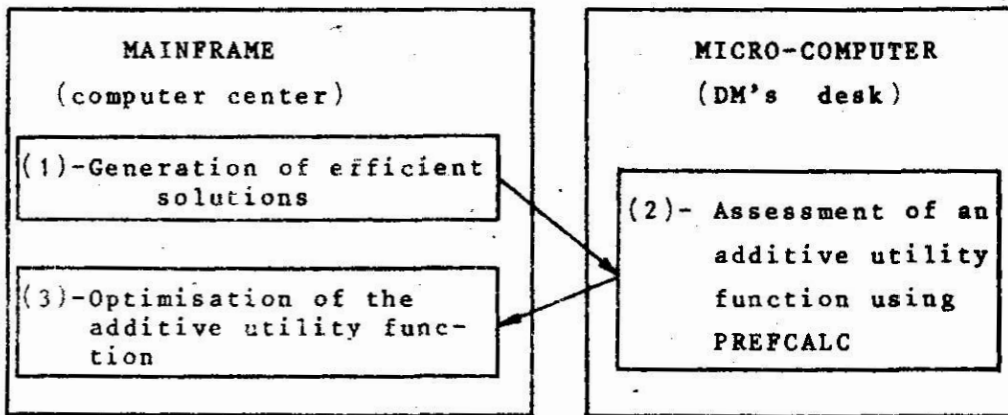 MAINFRAME
(computer center)
(1)-Generation of efficient
solutions
(3)-Optimisation of the
additive utility func-
tion
MICRO-COMPUTER
(DM's desk)
(2)- Assessment of an
additive utility
function using
PREFCALC